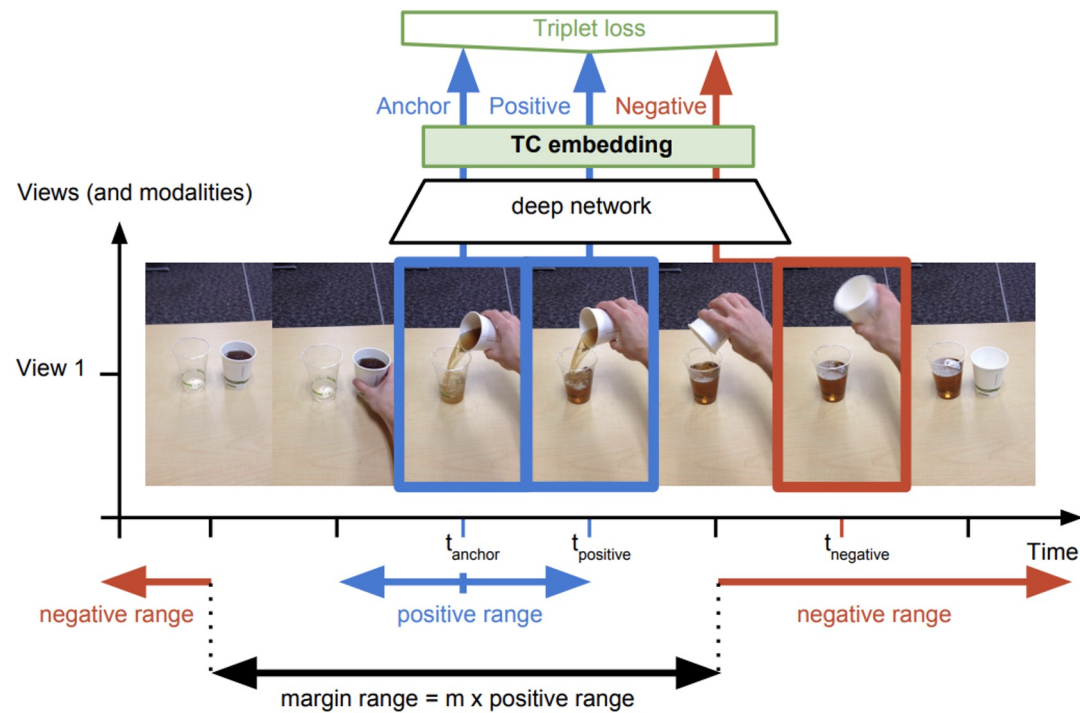 Triplet loss
Anchor Positive Negative
TC embedding
deep network
Views (and modalities)
View 1
t_anchor t_positive t_negative
Time
negative range positive range negative range
margin range = m x positive range